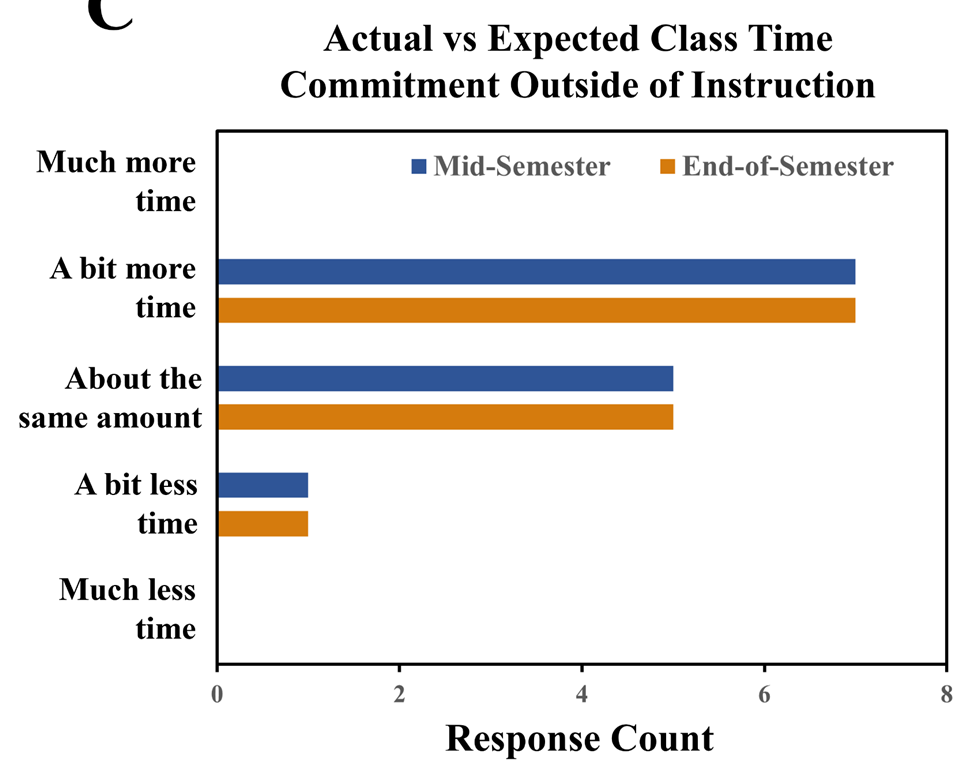 C
Actual vs Expected Class Time
Commitment Outside of Instruction
Mid-Semester
End-of-Semester
Much more
time
A bit more
time
About the
same amount
A bit less
time
Much less
time
0 2 4 6 8
Response Count